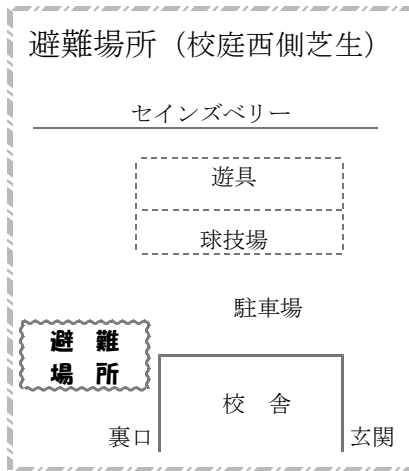 避難場所（校庭西側芝生）
セインズベリー
遊具
球技場
駐車場
避 難
場 所
校 舎
裏口
玄関